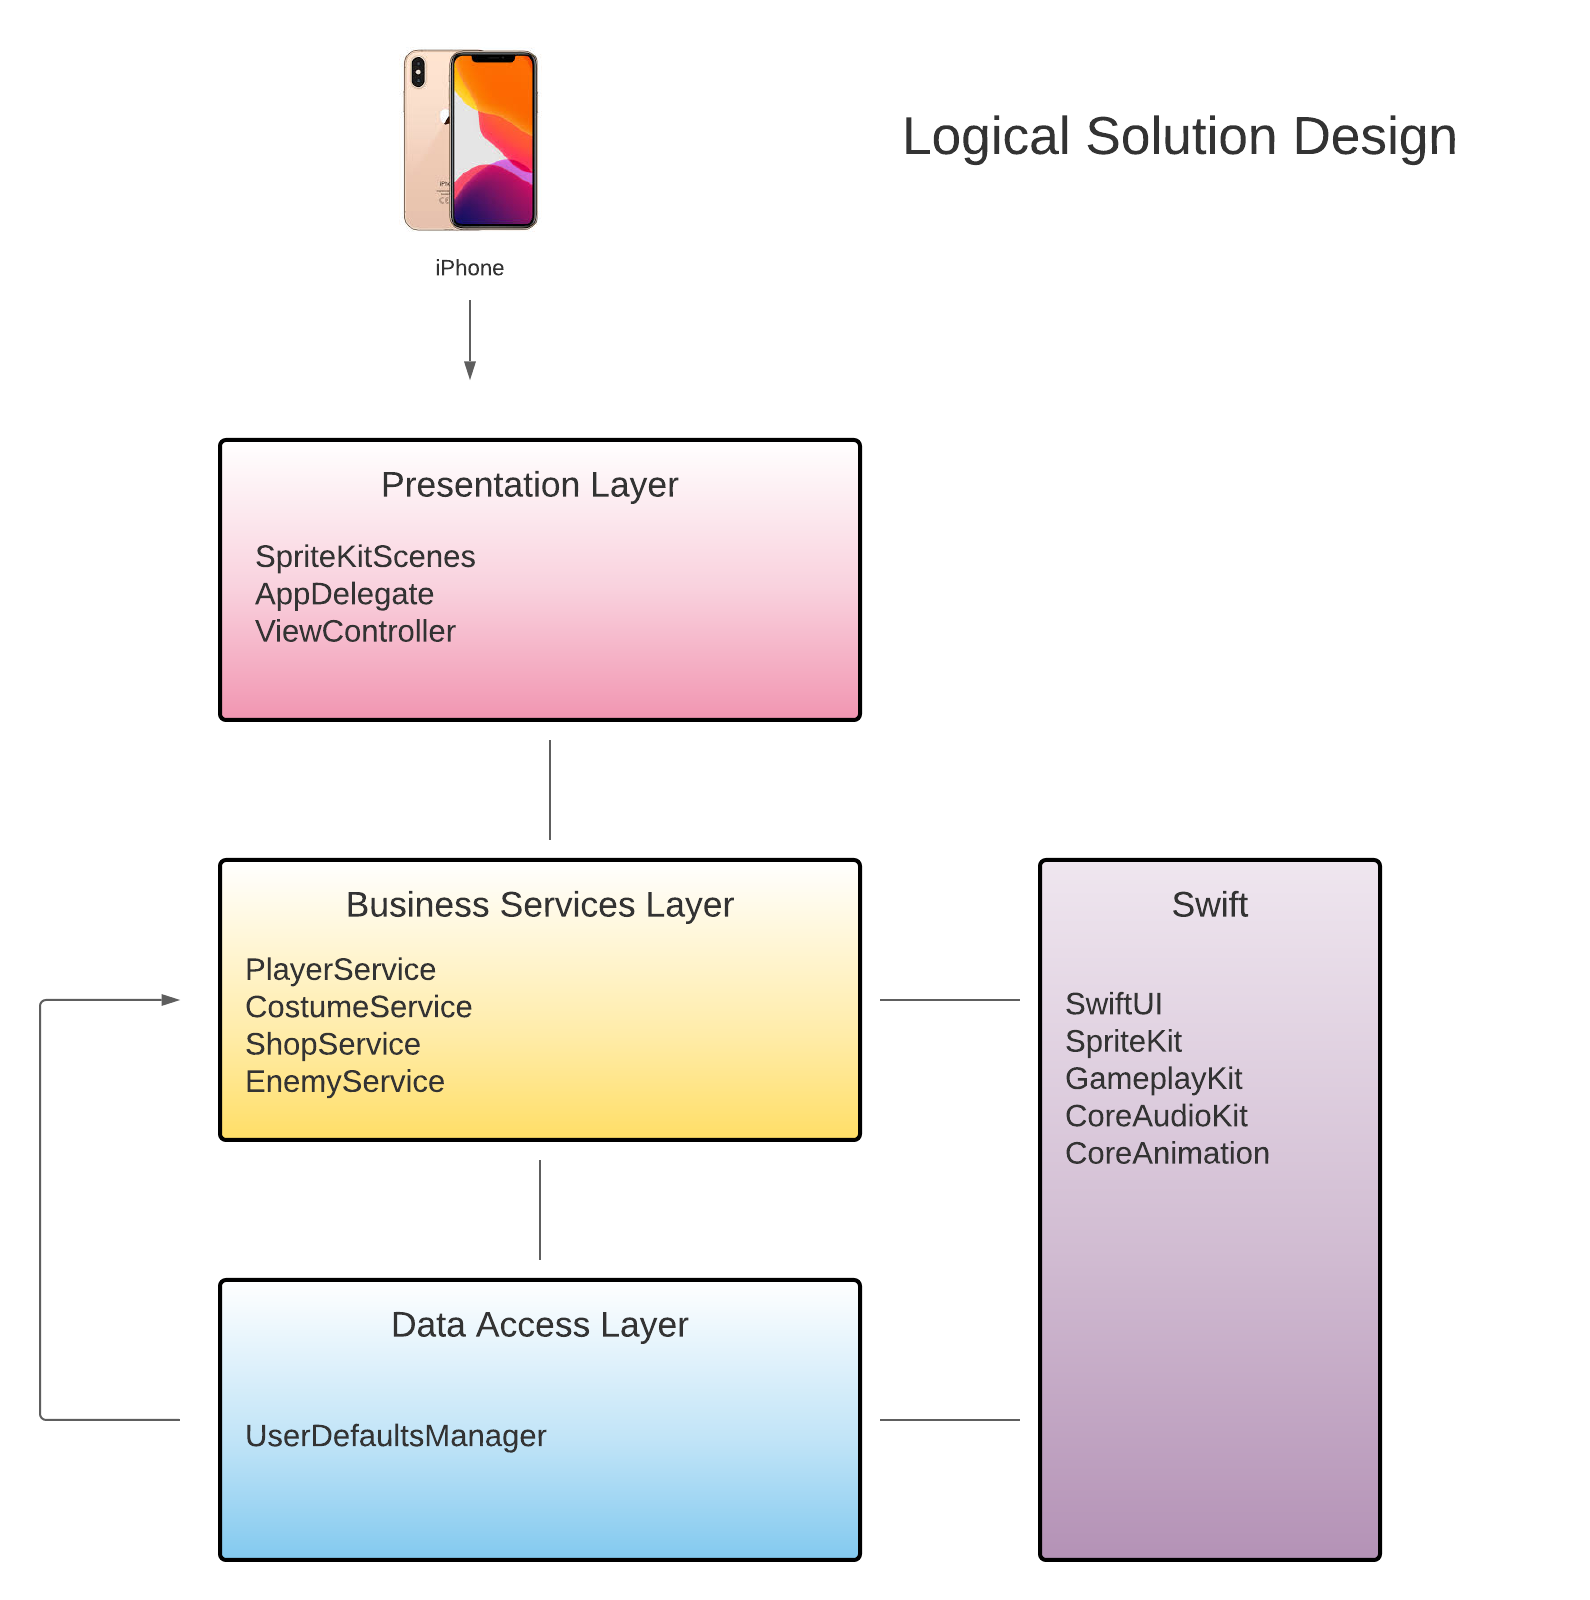 Logical Solution Design
iPhone
Presentation Layer
SpriteKitScenes
AppDelegate
ViewController
Business Services Layer
PlayerService
CostumeService
ShopService
EnemyService
Swift
SwiftUI
SpriteKit
GameplayKit
CoreAudioKit
CoreAnimation
Data Access Layer
UserDefaultsManager